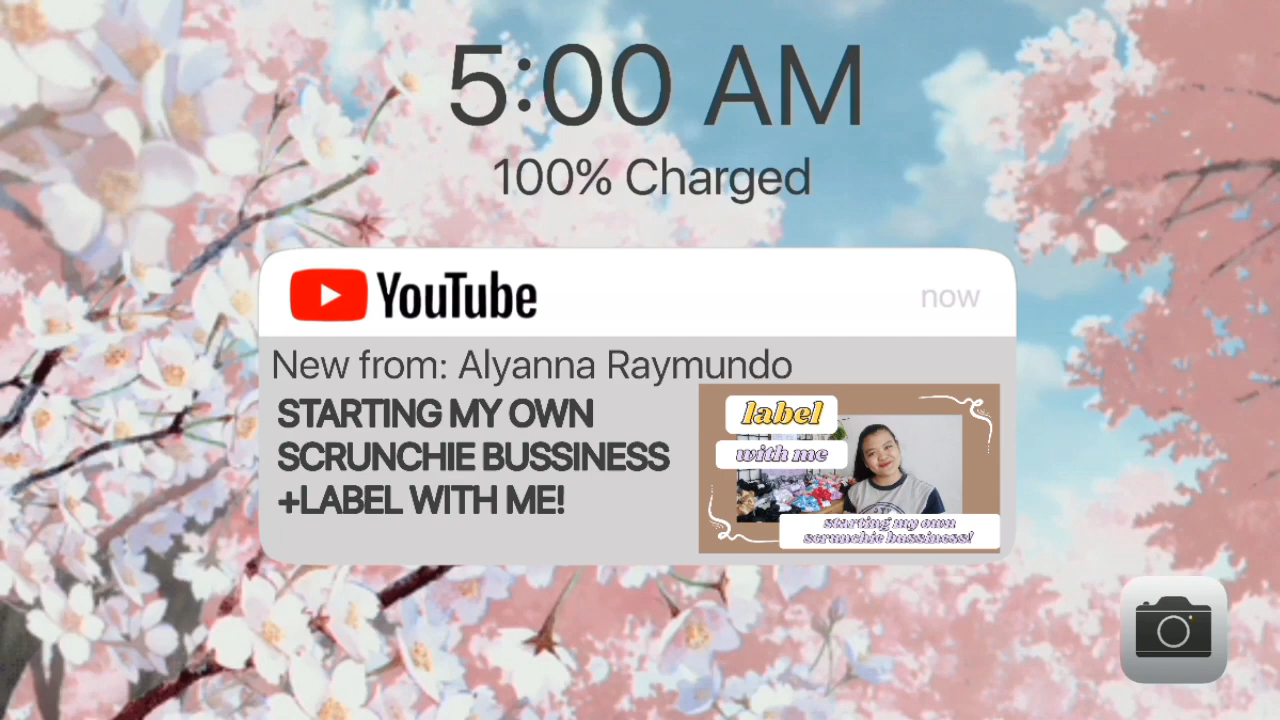 5:00 AM
100% Charged
YouTube
now
New from: Alyanna Raymundo
STARTING MY OWN
SCRUNCHIE BUSSINESS
+LABEL WITH ME!
label
with me
starting my own
scrunchie bussiness!